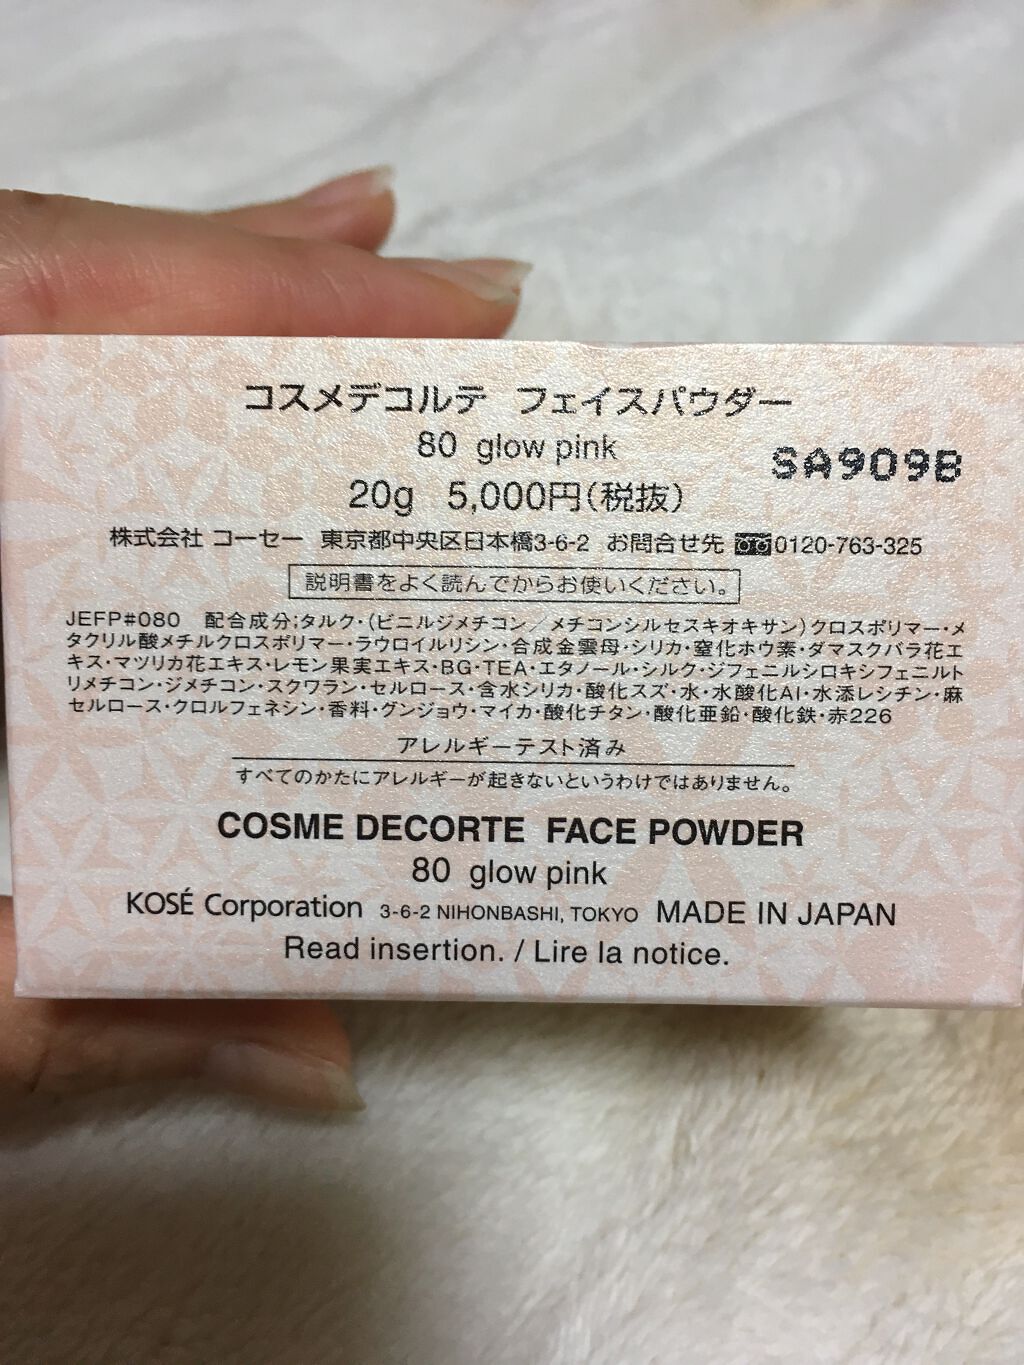 コスメデコルテ フェイスパウダー
80 glow pink
SA909B
20g 5,000円(税抜)
株式会社 コーセー 東京都中央区日本橋3-6-2 お問合せ先 0120-763-325
説明書をよく読んでからお使いください。
JEFP#080 配合成分;タルク・(ビニルジメチコン/メチコンシルセスキオキサン)クロスポリマー・メ
タクリル酸メチルクロスポリマー・ラウロイルリシン・合成金雲母・シリカ・窒化ホウ素・ダマスクバラ花エ
キス・マツリカ花エキス・レモン果実エキス・BG・TEA・エタノール・シルク・ジフェニルシロキシフェニルト
リメチコン・ジメチコン・スクワラン・セルロース・含水シリカ・酸化スズ・水・水酸化Al・水添レシチン・麻
セルロース・クロルフェネシン・香料・グンジョウ・マイカ・酸化チタン・酸化亜鉛・酸化鉄・赤226
アレルギーテスト済み
すべてのかたにアレルギーが起きないというわけではありません。
COSME DECORTE FACE POWDER
80 glow pink
KOSÉ Corporation 3-6-2 NIHONBASHI, TOKYO MADE IN JAPAN
Read insertion. / Lire la notice.